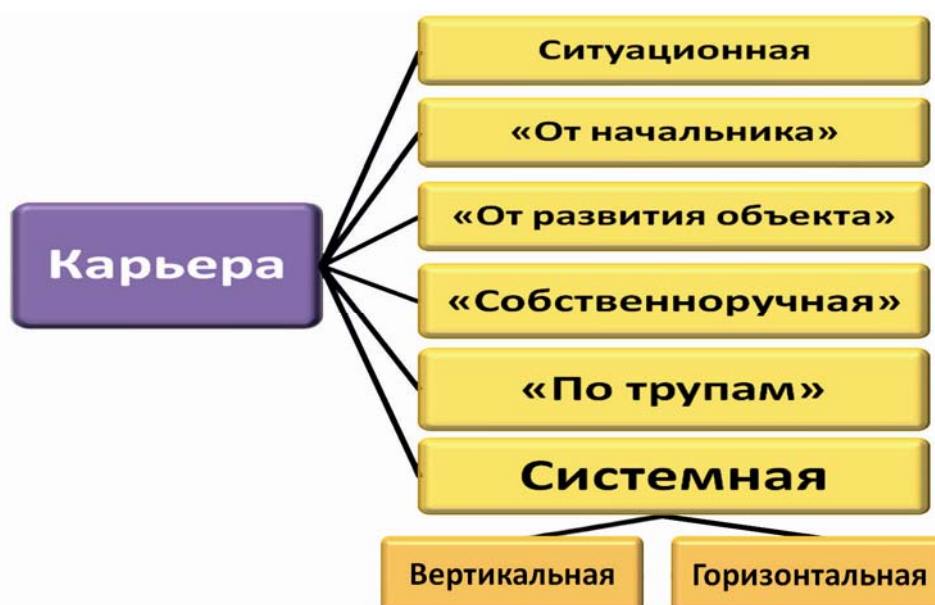 Карьера
Ситуационная
«От начальника»
«От развития объекта»
«Собственноручная»
«По трупам»
Системная
Вертикальная
Горизонтальная